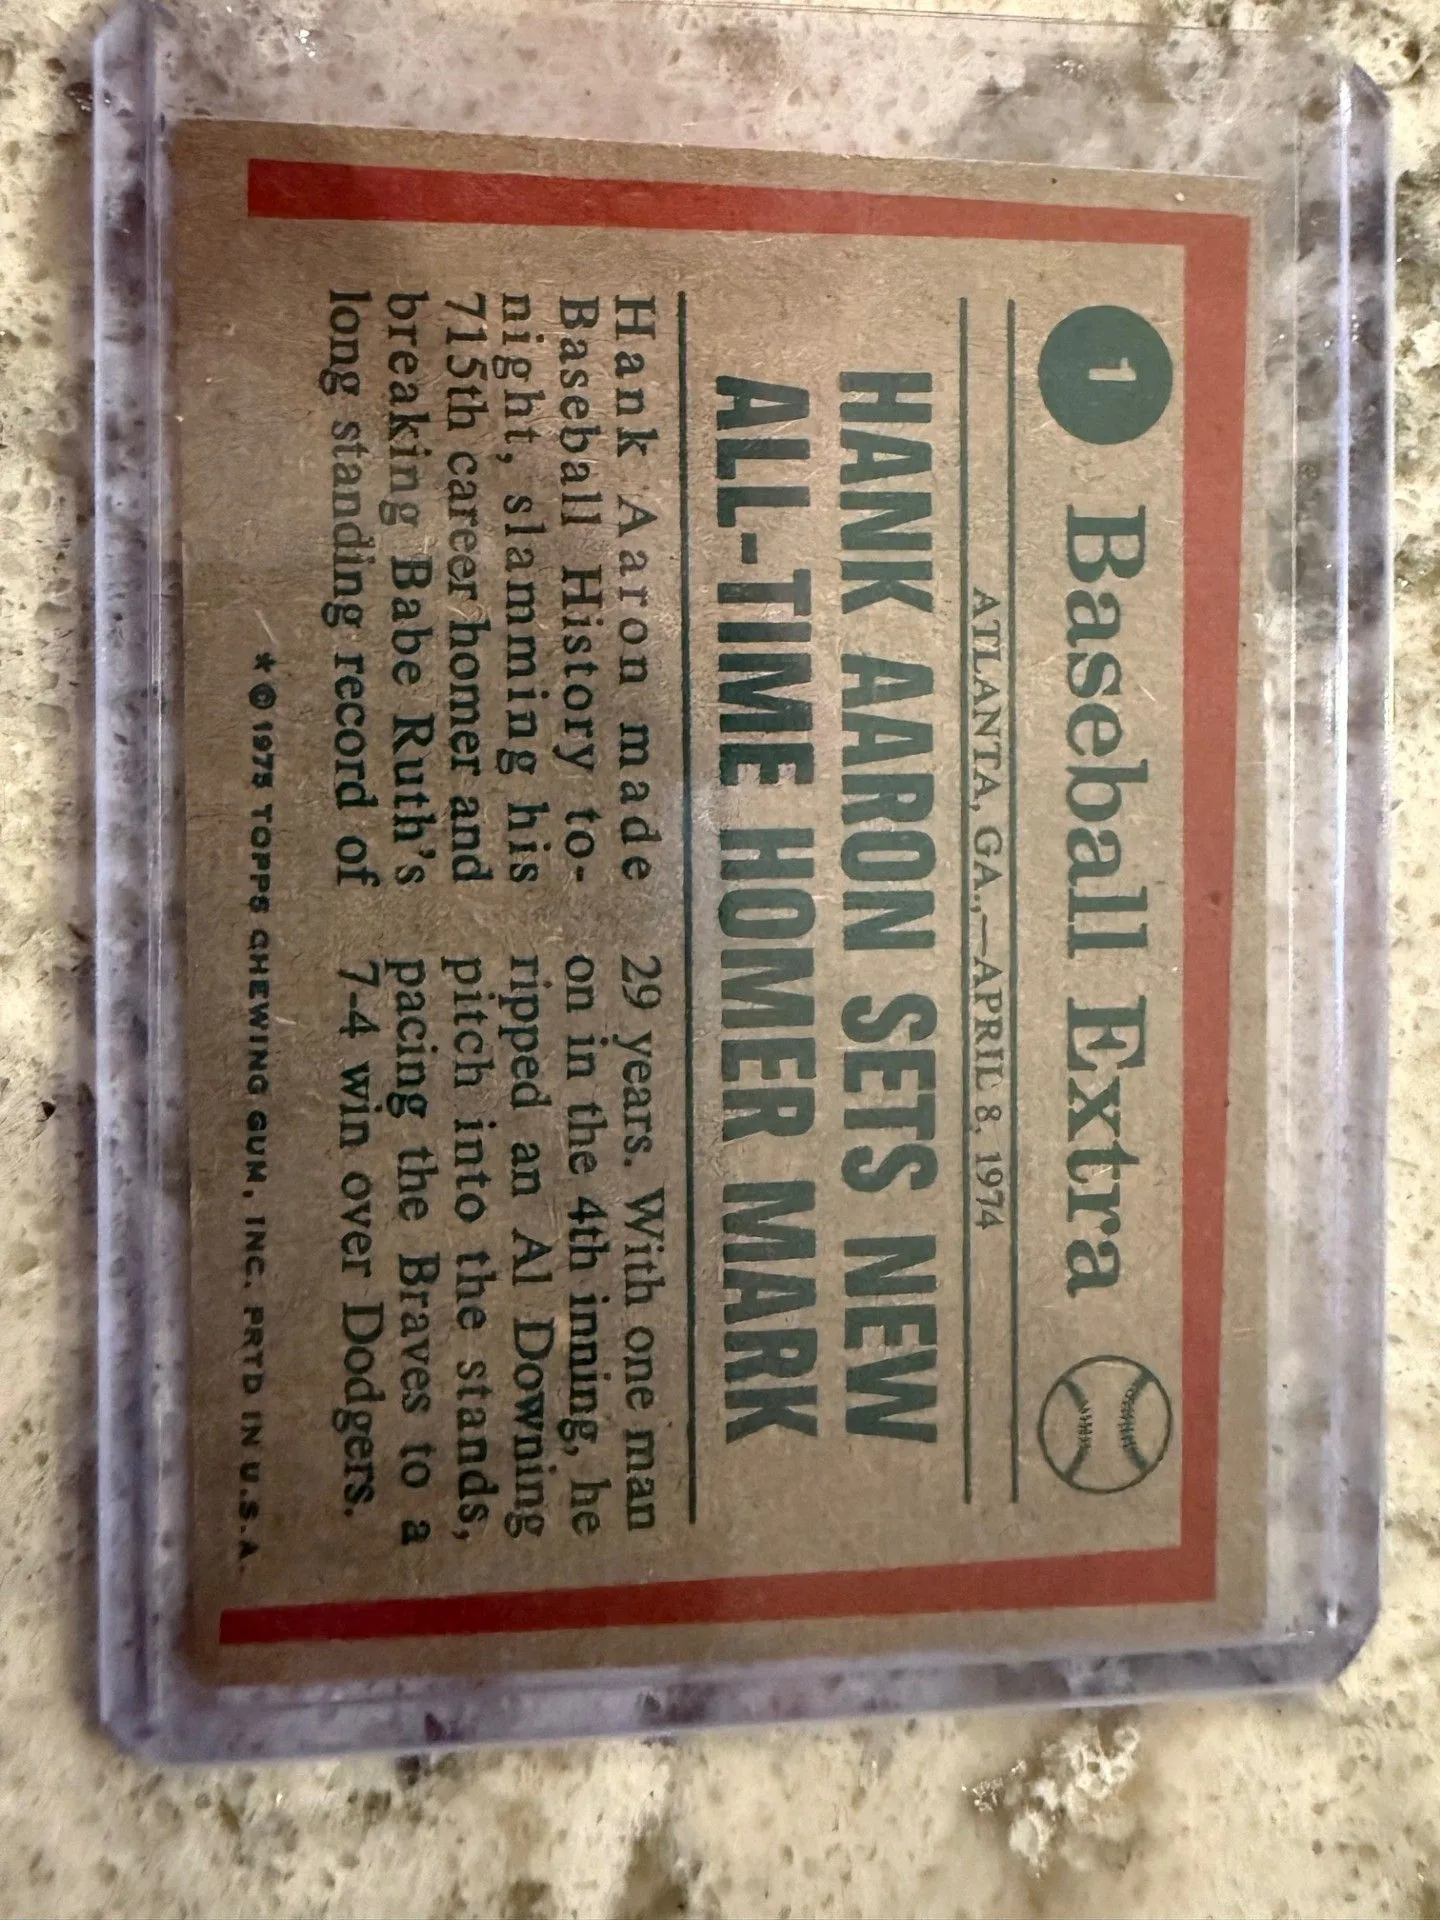 1
Baseball Extra
ATLANTA, GA.,—APRIL 8, 1974
HANK AARON SETS NEW
ALL-TIME HOMER MARK
Hank Aaron made
Baseball History to-
night, slamming his
715th career homer and
breaking Babe Ruth's
long standing record of
29 years. With one man
on in the 4th inning, he
ripped an Al Downing
pitch into the stands,
pacing the Braves to a
7-4 win over Dodgers.
* © 1975 TOPPS CHEWING GUM, INC. PRTD IN U.S.A.